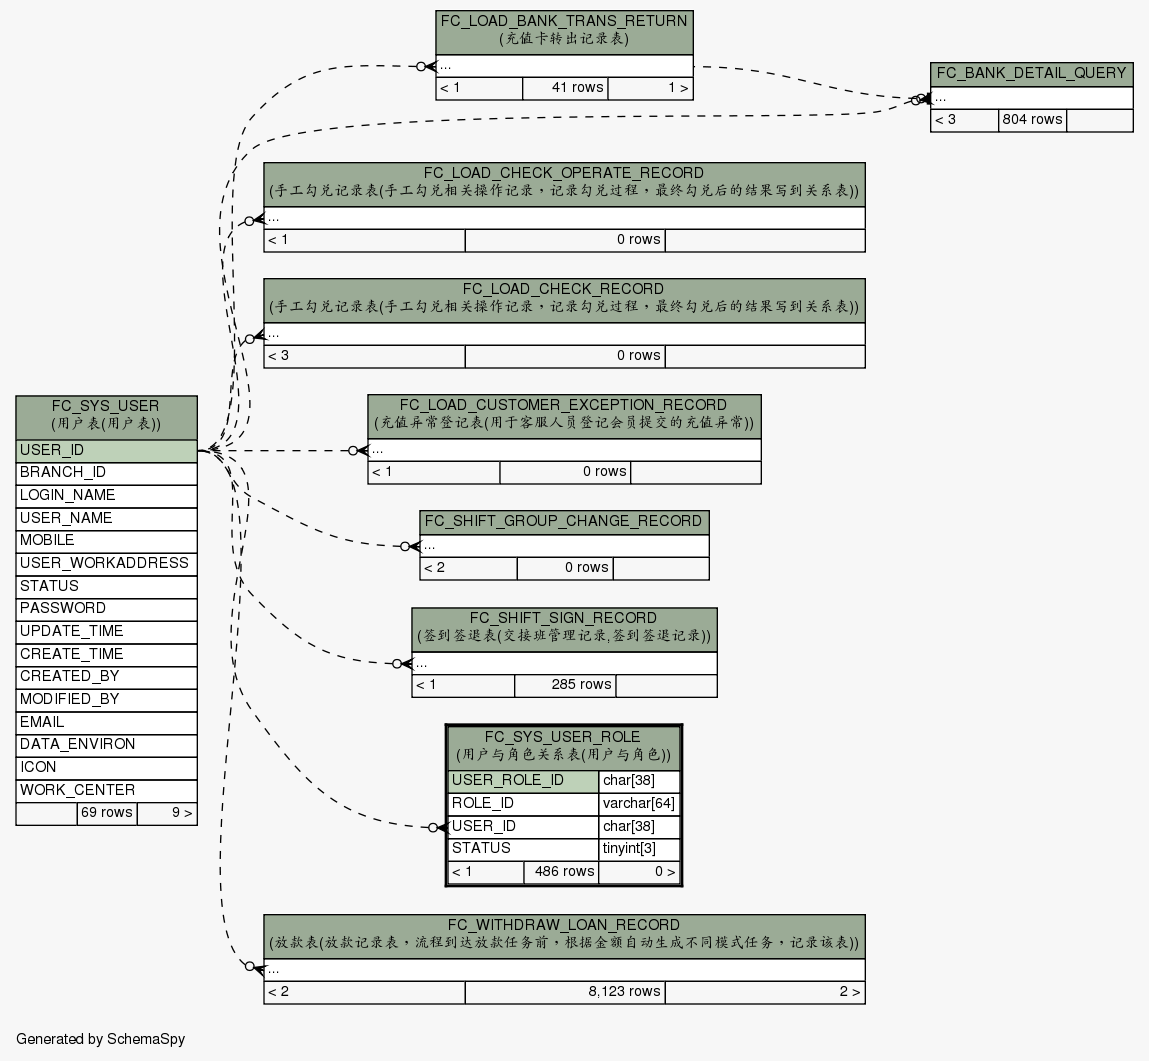 FC_LOAD_BANK_TRANS_RETURN
(充值卡转出记录表)
...
< 1 41 rows 1 >
FC_BANK_DETAIL_QUERY
...
< 3 804 rows
FC_LOAD_CHECK_OPERATE_RECORD
(手工勾兑记录表(手工勾兑相关操作记录，记录勾兑过程，最终勾兑后的结果写到关系表))
...
< 1 0 rows
FC_LOAD_CHECK_RECORD
(手工勾兑记录表(手工勾兑相关操作记录，记录勾兑过程，最终勾兑后的结果写到关系表))
...
< 3 0 rows
FC_SYS_USER
(用户表(用户表))
USER_ID
BRANCH_ID
LOGIN_NAME
USER_NAME
MOBILE
USER_WORKADDRESS
STATUS
PASSWORD
UPDATE_TIME
CREATE_TIME
CREATED_BY
MODIFIED_BY
EMAIL
DATA_ENVIRON
ICON
WORK_CENTER
69 rows 9 >
FC_LOAD_CUSTOMER_EXCEPTION_RECORD
(充值异常登记表(用于客服人员登记会员提交的充值异常))
...
< 1 0 rows
FC_SHIFT_GROUP_CHANGE_RECORD
...
< 2 0 rows
FC_SHIFT_SIGN_RECORD
(签到签退表(交接班管理记录,签到签退记录))
...
< 1 285 rows
FC_SYS_USER_ROLE
(用户与角色关系表(用户与角色))
USER_ROLE_ID char[38]
ROLE_ID varchar[64]
USER_ID char[38]
STATUS tinyint[3]
< 1 486 rows 0 >
FC_WITHDRAW_LOAN_RECORD
(放款表(放款记录表，流程到达放款任务前，根据金额自动生成不同模式任务，记录该表))
...
< 2 8,123 rows 2 >
Generated by SchemaSpy